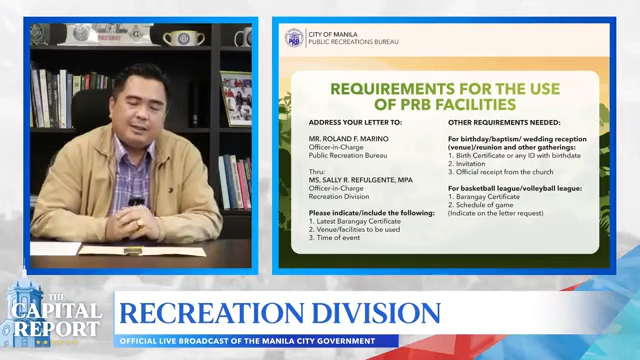 PRB
CITY OF MANILA
PUBLIC RECREATIONS BUREAU
REQUIREMENTS FOR THE USE
OF PRB FACILITIES
ADDRESS YOUR LETTER TO:
MR. ROLAND F. MARINO
Officer-in-Charge
Public Recreation Bureau
Thru:
MS. SALLY R. REFULGENTE, MPA
Officer-in-Charge
Recreation Division
Please indicate/include the following:
1. Latest Barangay Certificate
2. Venue/facilities to be used
3. Time of event
OTHER REQUIREMENTS NEEDED:
For birthday/baptism/ wedding reception
(venue)/reunion and other gatherings:
1. Birth Certificate or any ID with birthdate
2. Invitation
3. Official receipt from the church
For basketball league/volleyball league:
1. Barangay Certificate
2. Schedule of game
(Indicate on the letter request)
THE
CAPITAL
REPORT
RECREATION DIVISION
OFFICIAL LIVE BROADCAST OF THE MANILA CITY GOVERNMENT